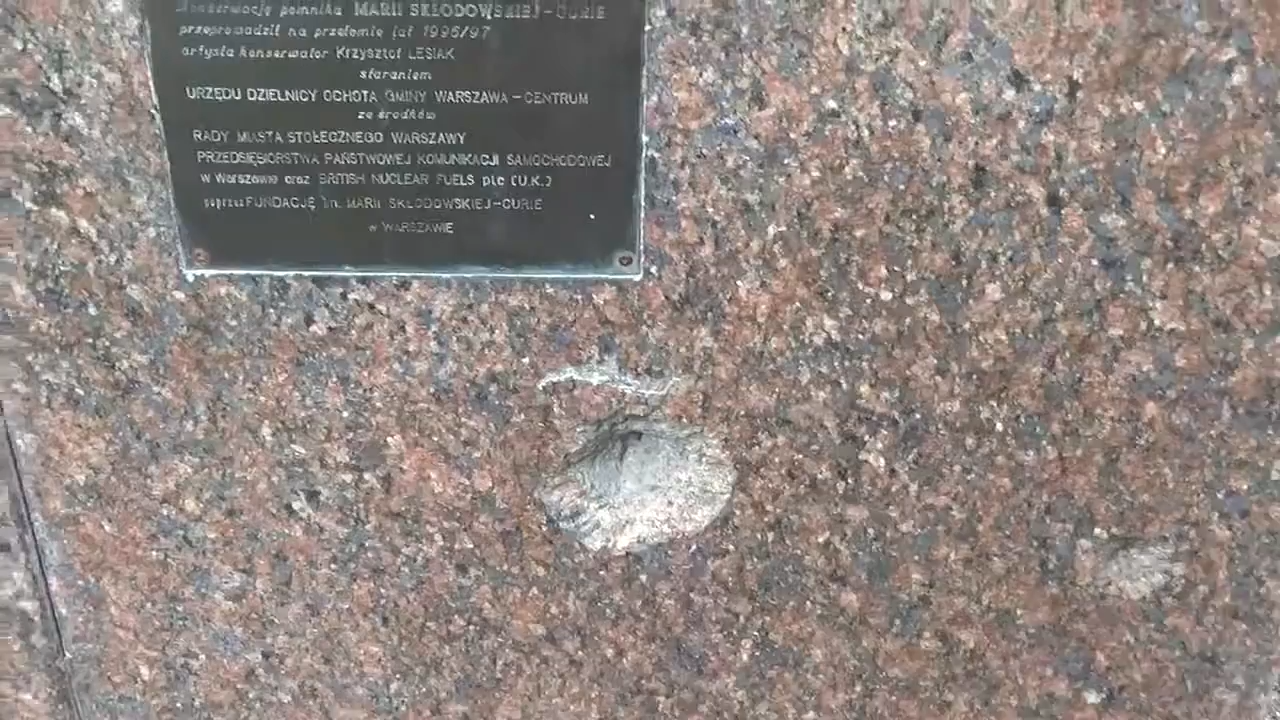 Konserwację pomnika MARII SKŁODOWSKIEJ-CURIE
przeprowadził na przełomie lat 1996/97
artysta konserwator Krzysztof LESIAK
staraniem
URZĘDU DZIELNICY OCHOTA GMINY WARSZAWA-CENTRUM
ze środków
RADY MIASTA STOŁECZNEGO WARSZAWY
PRZEDSIĘBIORSTWA PAŃSTWOWEJ KOMUNIKACJI SAMOCHODOWEJ
w Warszawie oraz BRITISH NUCLEAR FUELS plc (U.K.)
poprzez FUNDACJĘ im. MARII SKŁODOWSKIEJ-CURIE
w WARSZAWIE